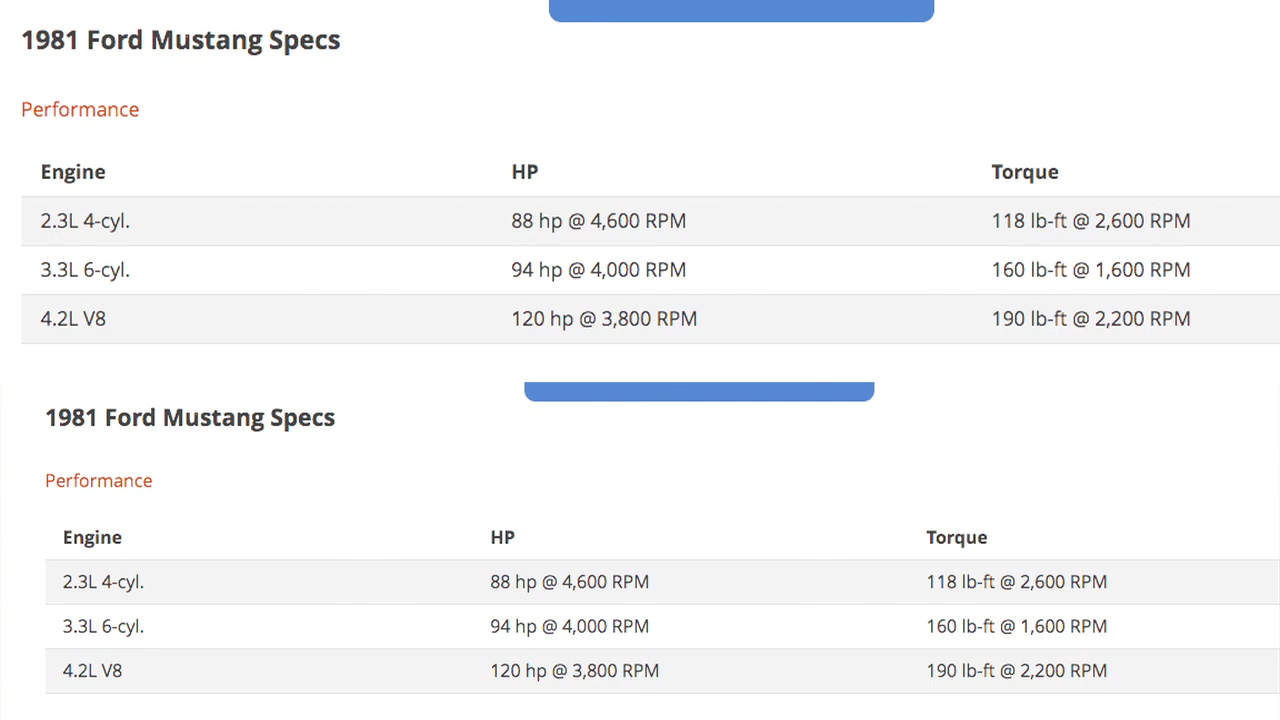 1981 Ford Mustang Specs
Performance
Engine HP Torque
2.3L 4-cyl. 88 hp @ 4,600 RPM 118 lb-ft @ 2,600 RPM
3.3L 6-cyl. 94 hp @ 4,000 RPM 160 lb-ft @ 1,600 RPM
4.2L V8 120 hp @ 3,800 RPM 190 lb-ft @ 2,200 RPM
1981 Ford Mustang Specs
Performance
Engine HP Torque
2.3L 4-cyl. 88 hp @ 4,600 RPM 118 lb-ft @ 2,600 RPM
3.3L 6-cyl. 94 hp @ 4,000 RPM 160 lb-ft @ 1,600 RPM
4.2L V8 120 hp @ 3,800 RPM 190 lb-ft @ 2,200 RPM